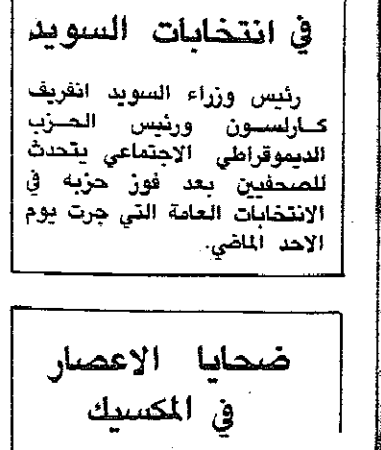 في انتخابات السويد
رئيس وزراء السويد انفريف
كارلسون ورئيس الحزب
الديموقراطي الاجتماعي يتحدث
للصحفيين بعد فوز حزبه في
الانتخابات العامة التي جرت يوم
الاحد الماضي.
ضحايا الاعصار
في المكسيك